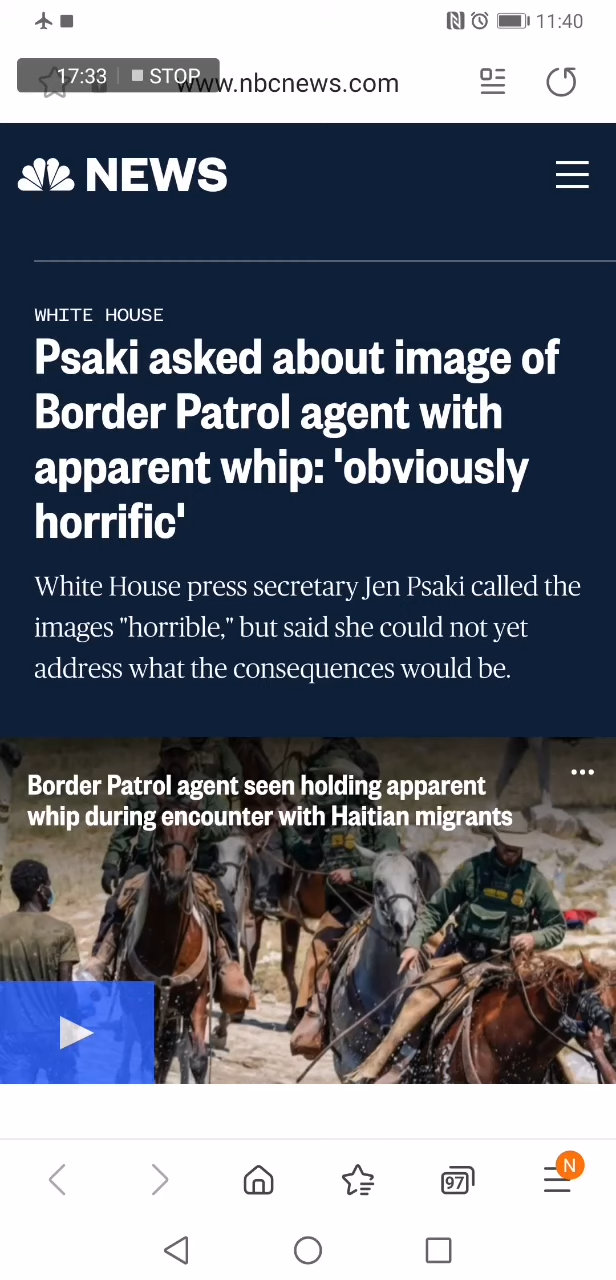 11:40
17:33 STOP
www.nbcnews.com
NEWS
WHITE HOUSE
Psaki asked about image of
Border Patrol agent with
apparent whip: 'obviously
horrific'
White House press secretary Jen Psaki called the
images "horrible," but said she could not yet
address what the consequences would be.
Border Patrol agent seen holding apparent
whip during encounter with Haitian migrants
97
N